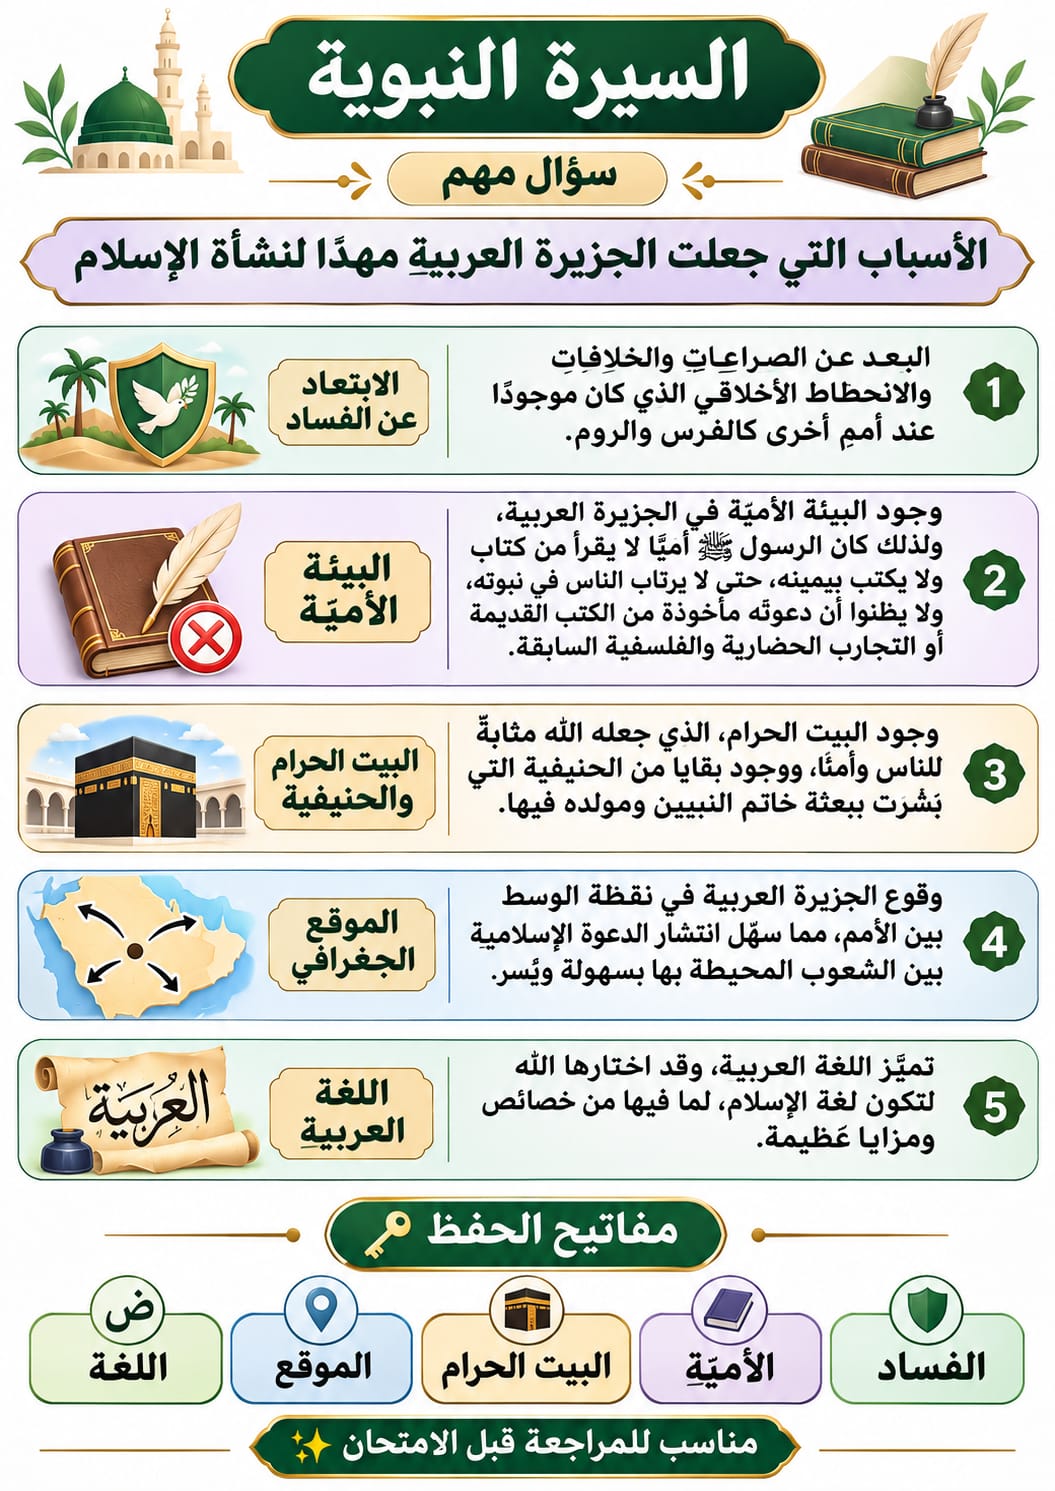 السيرة النبوية
سؤال مهم
الأسباب التي جعلت الجزيرة العربيةِ مهدًا لنشأة الإسلام
1
البعد عن الصراعاتِ والخلافاتِ
والانحطاط الأخلاقي الذي كان موجودًا
عند أممِ أخرى كالفرس والروم.
الابتعاد
عن الفساد
2
وجود البيئة الأميّة في الجزيرة العربية،
ولذلك كان الرسول ﷺ أميًّا لا يقرأ من كتاب
ولا يكتب بيمينه، حتى لا يرتاب الناس في نبوته،
ولا يظنوا أن دعوتَه مأخوذة من الكتب القديمة
أو التجارب الحضارية والفلسفية السابقة.
البيئة
الأميّة
3
وجود البيت الحرام، الذي جعله الله مثابةً
للناس وأمنًا، ووجود بقايا من الحنيفية التي
بَشْرَت ببعثة خاتم النبيين ومولده فيها.
البيت الحرام
والحنيفية
4
وقوع الجزيرة العربية في نقطة الوسط
بين الأمم، مما سهّل انتشار الدعوة الإسلاميةِ
بين الشعوب المحيطة بها بسهولة ويُسر.
الموقع
الجغرافي
5
تميَّز اللغة العربية، وقد اختارها الله
لتكون لغة الإسلام، لما فيها من خصائص
ومزايا عَظيمة.
اللغة
العربيةِ
العُرَبيَة
مفاتيح الحفظ
ض
الفساد
الأميّةِ
البيت الحرام
الموقع
اللغة
مناسب للمراجعة قبل الامتحان